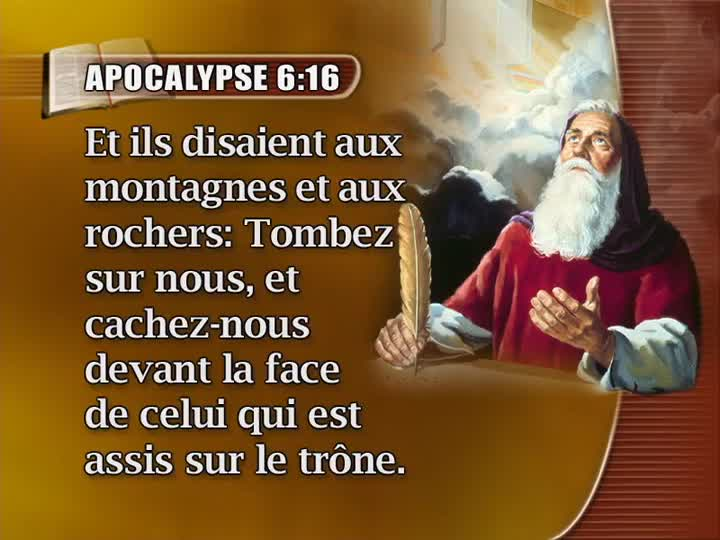 APOCALYPSE 6:16
Et ils disaient aux
montagnes et aux
rochers: Tombez
sur nous, et
cachez-nous
devant la face
de celui qui est
assis sur le trône.